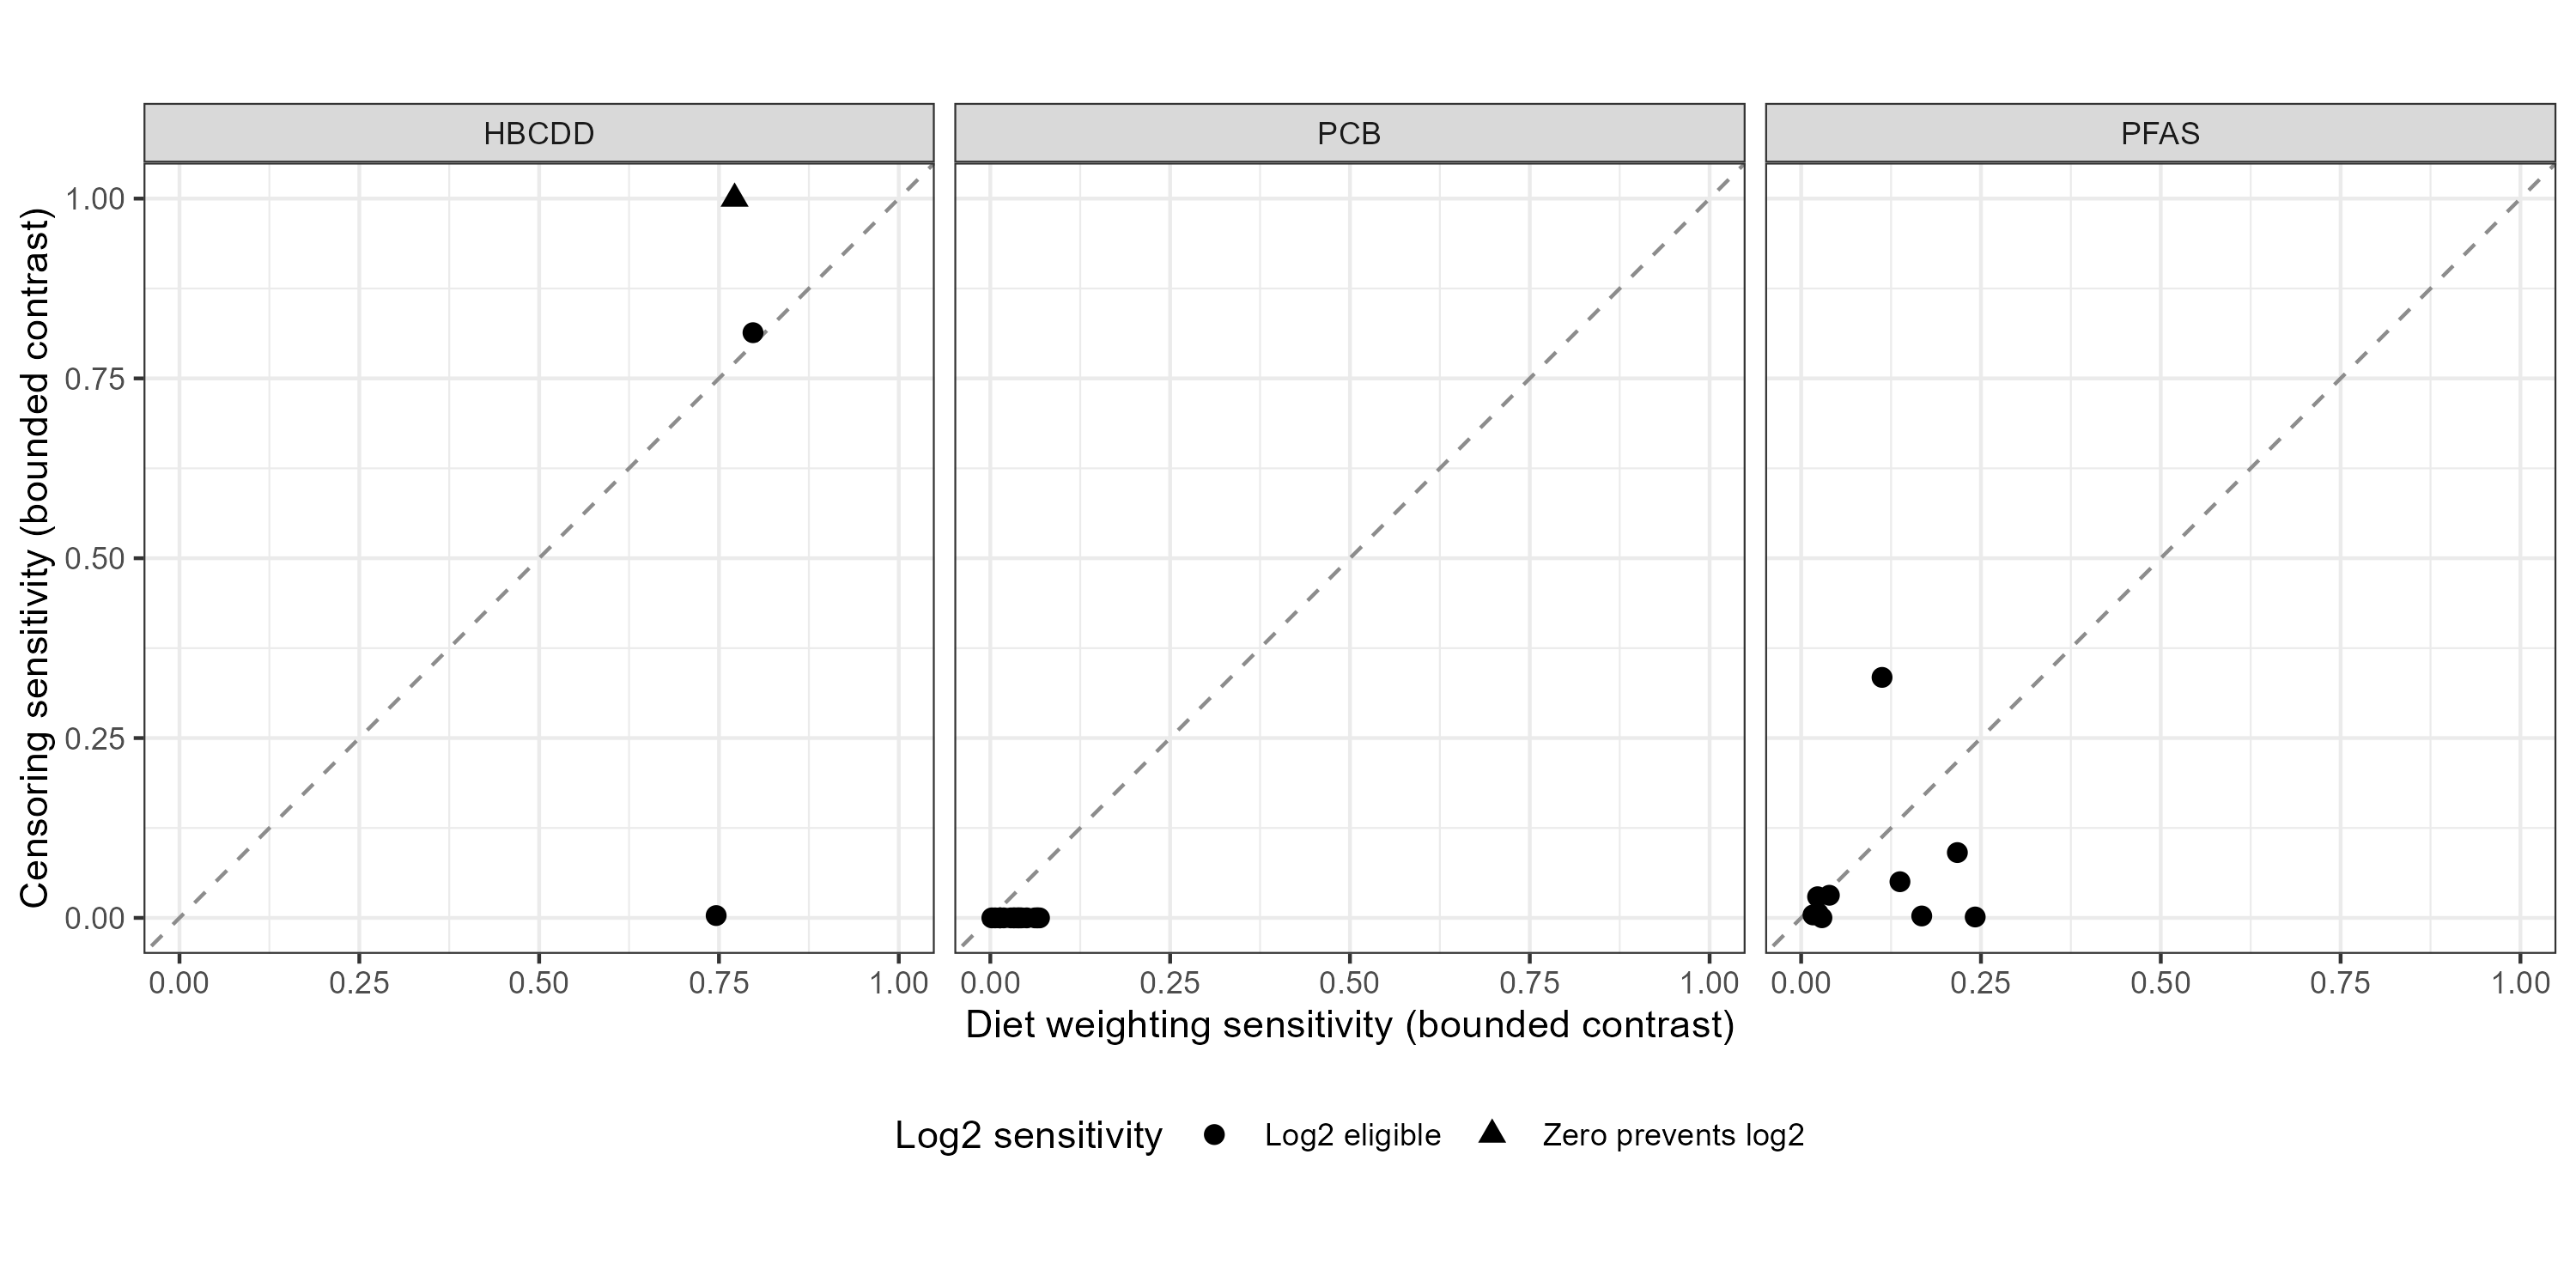 HBCDD PCB PFAS
Censoring sensitivity (bounded contrast)
1.00
0.75
0.50
0.25
0.00
0.00 0.25 0.50 0.75 1.00 0.00 0.25 0.50 0.75 1.00 0.00 0.25 0.50 0.75 1.00
Diet weighting sensitivity (bounded contrast)
Log2 sensitivity Log2 eligible Zero prevents log2